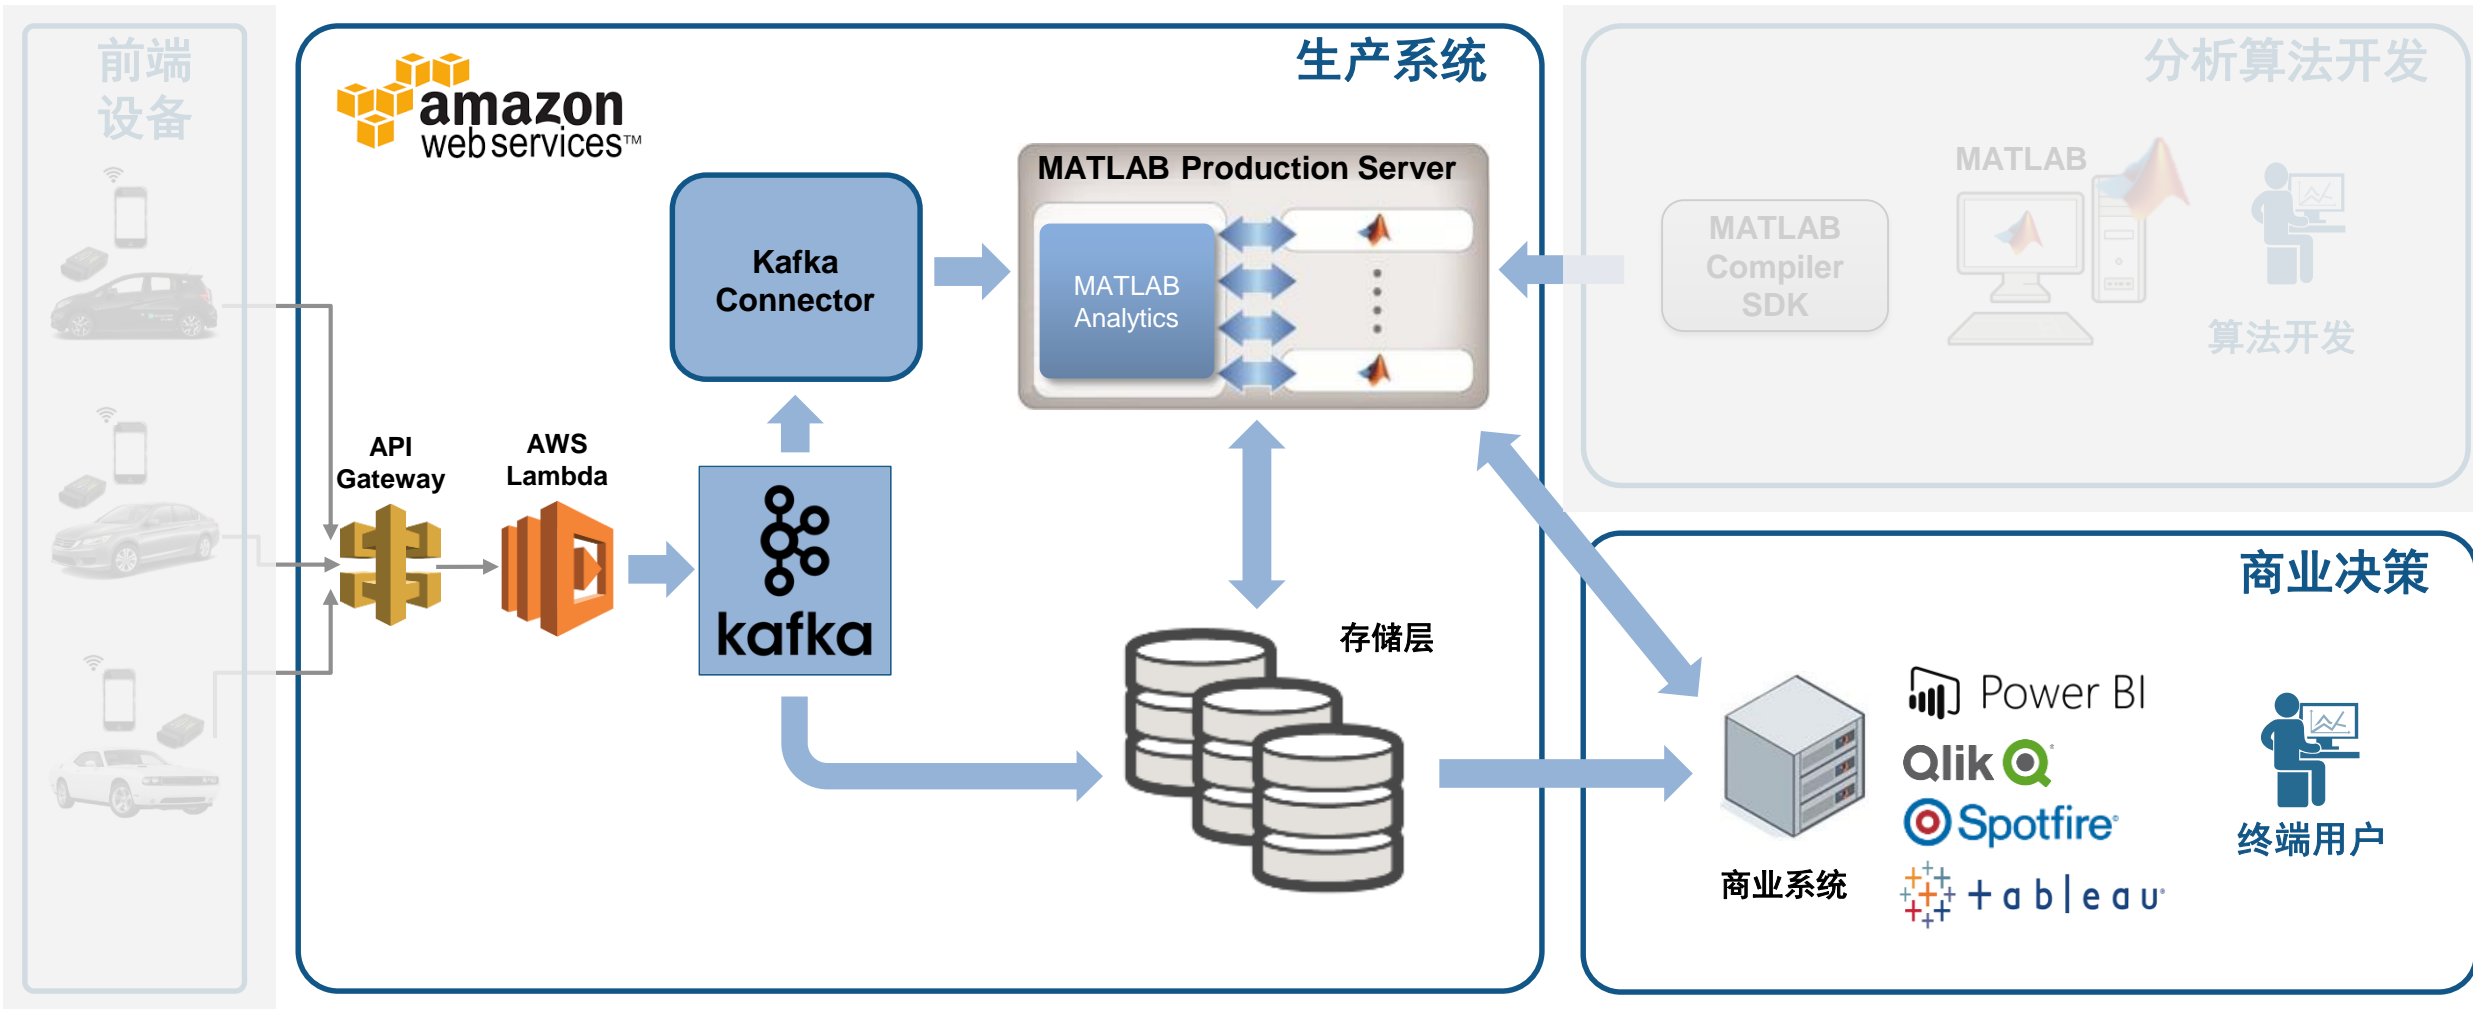 前端
设备
amazon
web services™
生产系统
分析算法开发
MATLAB Production Server
MATLAB
Analytics
Kafka
Connector
MATLAB
Compiler
SDK
MATLAB
算法开发
API
Gateway
AWS
Lambda
kafka
存储层
商业决策
Power BI
Qlik
Spotfire®
+ableau®
商业系统
终端用户